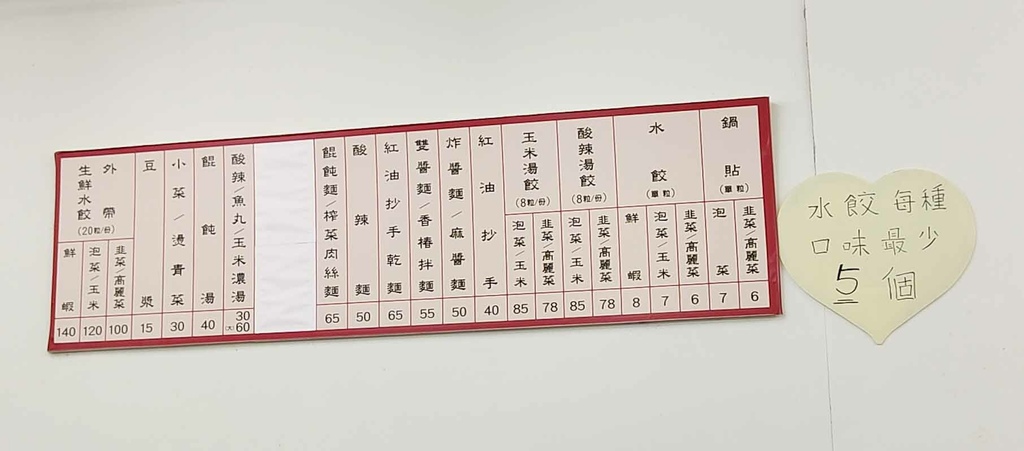 鍋貼(單粒)
韭菜/高麗菜 6
泡菜 7
水餃(單粒)
韭菜/高麗菜 6
泡菜/玉米 7
鮮蝦 8
酸辣湯餃(8粒/份)
韭菜/高麗菜 78
泡菜/玉米 85
玉米湯餃(8粒/份)
韭菜/高麗菜 78
泡菜/玉米 85
紅油抄手 40
炸醬麵/麻醬麵 50
雙醬麵/香椿拌麵 55
紅油抄手乾麵 65
酸辣麵 50
餛飩麵/榨菜肉絲麵 65
酸辣/魚丸/玉米濃湯 30 (大)60
餛飩湯 40
小菜/燙青菜 30
豆漿 15
外帶生鮮水餃(20粒/份)
韭菜/高麗菜 100
泡菜/玉米 120
鮮蝦 140
水餃每種
口味最少
5個